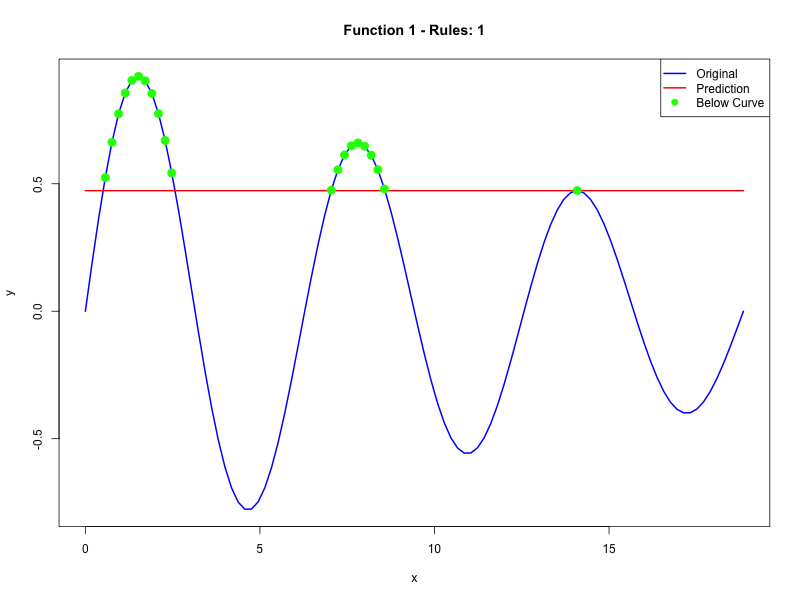 Function 1 - Rules: 1
Original
Prediction
Below Curve
y
0.5
0.0
-0.5
0
5
10
15
x